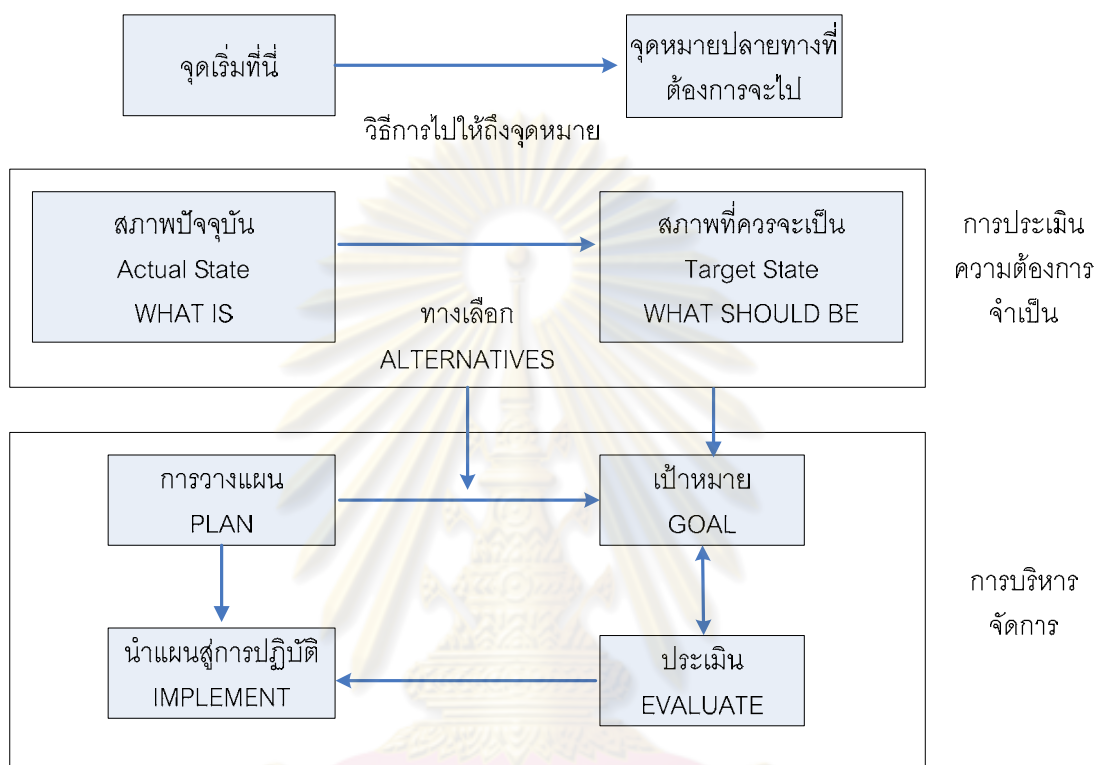 จุดเริ่มที่นี่
จุดหมายปลายทางที่
ต้องการจะไป
วิธีการไปให้ถึงจุดหมาย
สภาพปัจจุบัน
Actual State
WHAT IS
สภาพที่ควรจะเป็น
Target State
WHAT SHOULD BE
ทางเลือก
ALTERNATIVES
การประเมิน
ความต้องการ
จำเป็น
การวางแผน
PLAN
เป้าหมาย
GOAL
นำแผนสู่การปฏิบัติ
IMPLEMENT
ประเมิน
EVALUATE
การบริหาร
จัดการ